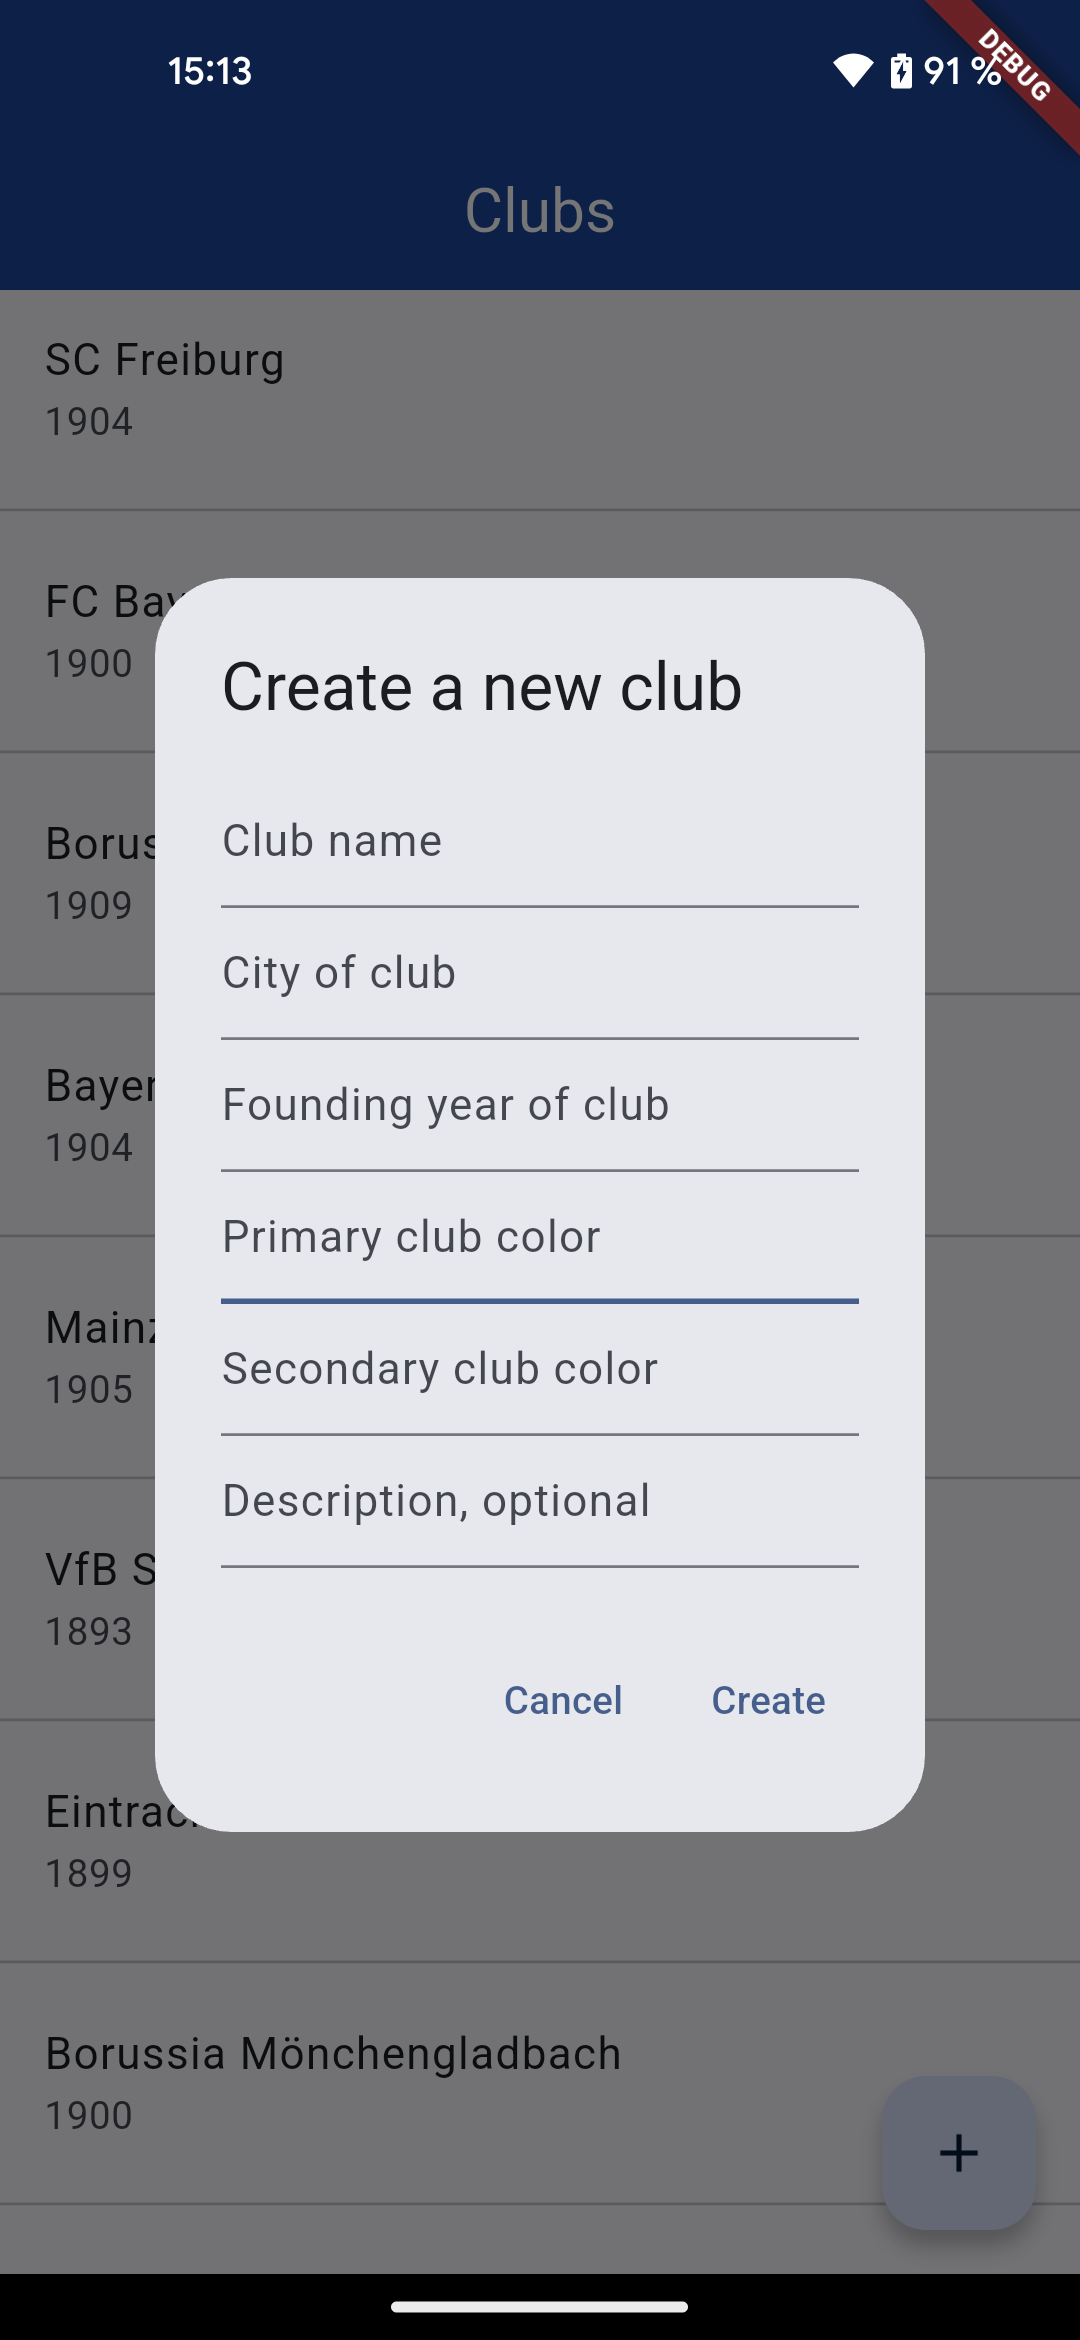 15:13
91 %
DEBUG
Clubs
SC Freiburg
1904
FC Bay
1900
Create a new club
Club name
Borus
1909
City of club
Bayer
1904
Founding year of club
Primary club color
Mainz
1905
Secondary club color
Description, optional
VfB S
1893
Cancel
Create
Eintrac
1899
Borussia Mönchengladbach
1900